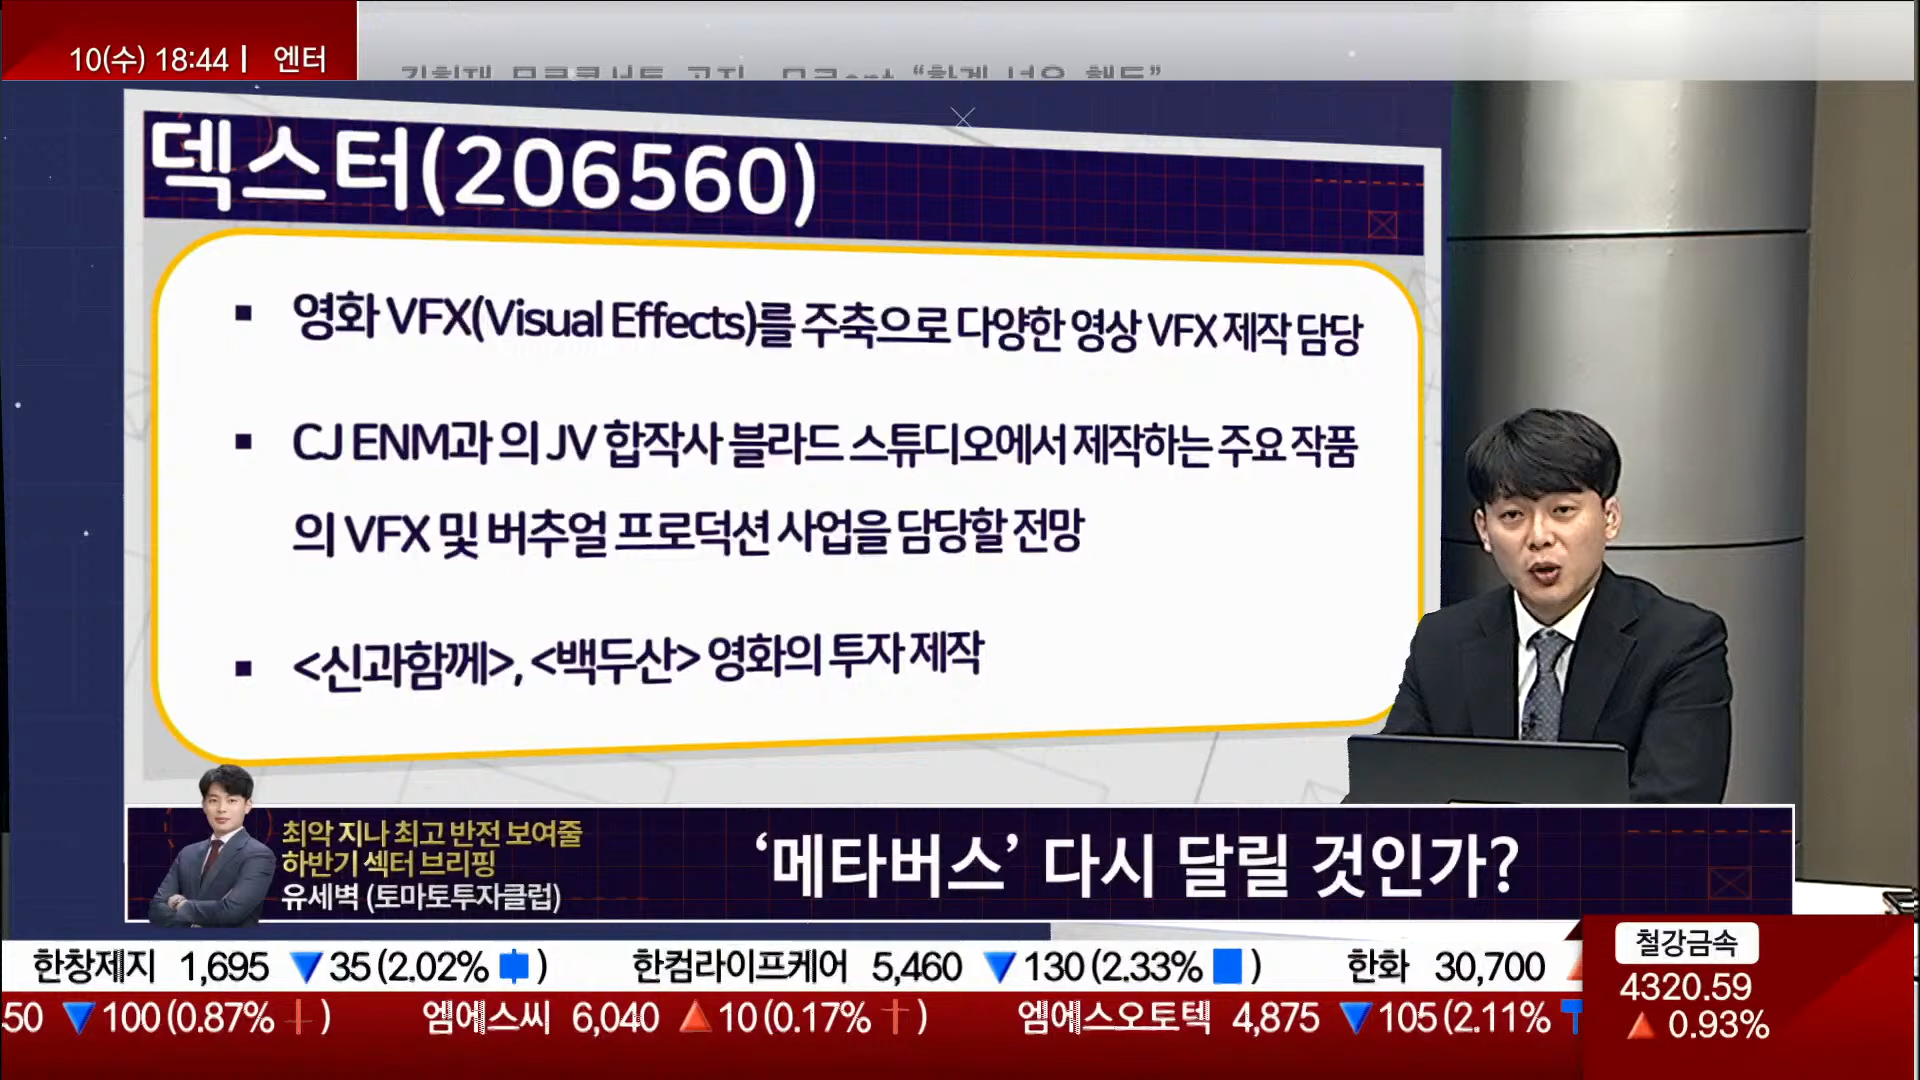 10(수) 18:44 | 엔터
덱스터(206560)
▪ 영화 VFX(Visual Effects)를 주축으로 다양한 영상 VFX 제작 담당
▪ CJ ENM과 의 JV 합작사 블라드 스튜디오에서 제작하는 주요 작품
의 VFX 및 버추얼 프로덕션 사업을 담당할 전망
▪ <신과함께>, <백두산> 영화의 투자 제작
최악 지나 최고 반전 보여줄
하반기 섹터 브리핑
유세벽 (토마토투자클럽)
‘메타버스’ 다시 달릴 것인가?
한창제지 1,695 ▼35 (2.02% ) 한컴라이프케어 5,460 ▼130 (2.33% ) 한화 30,700
50 ▼100 (0.87% ) 엠에스씨 6,040 ▲10 (0.17% ) 엠에스오토텍 4,875 ▼105 (2.11%
철강금속
4320.59
▲ 0.93%